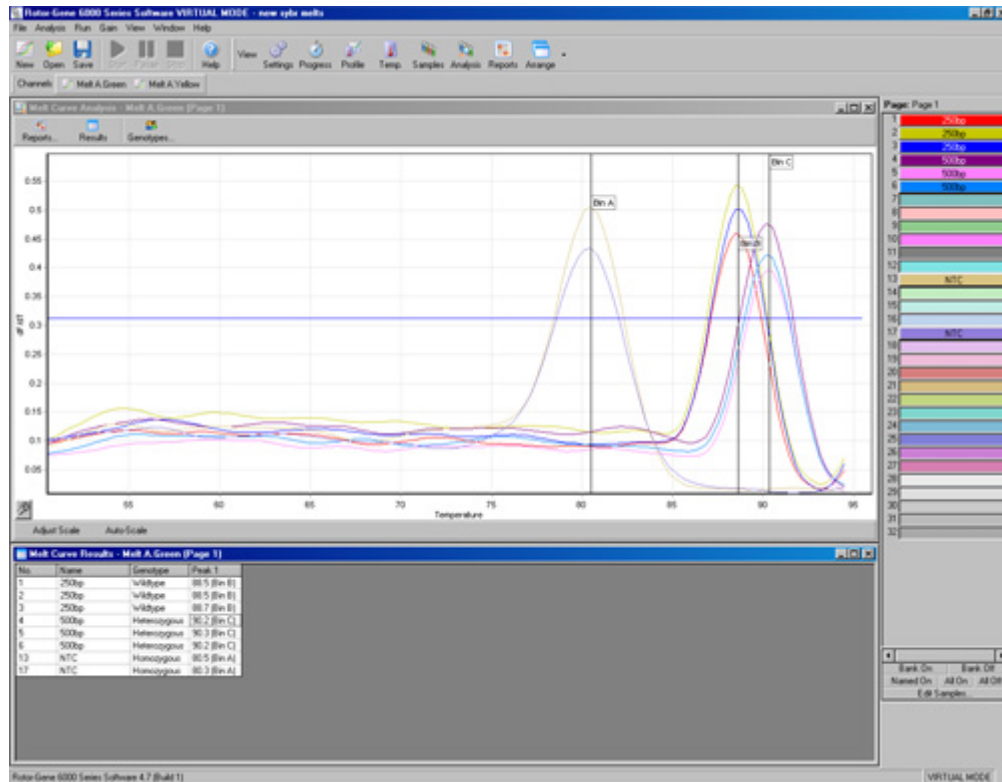 Rotor-Gene 6000 Series Software VIRTUAL MODE - new sybr melts
File Analysis Run Gain View Window Help
New Open Save Start Pause Stop Help View Settings Progress Profile Temp. Samples Analysis Reports Arrange
Channels Melt A.Green Melt A.Yellow
Melt Curve Analysis - Melt A.Green (Page 1)
Reports... Results Genotypes...
Bin A
Bin B
Bin C
0.55
0.5
0.45
0.4
0.35
0.3
0.25
0.2
0.15
0.1
0.05
dF/dT
55 60 65 70 75 80 85 90 95
Temperature
Adjust Scale Auto-Scale
Page: Page 1
1 250bp
2 250bp
3 250bp
4 500bp
5 500bp
6 500bp
7
8
9
10
11
12
13 NTC
14
15
16
17 NTC
18
19
20
21
22
23
24
25
26
27
28
29
30
31
32
Bank On Bank Off
Named On All On All Off
Edit Samples...
Melt Curve Results - Melt A.Green (Page 1)
No. Name Genotype Peak 1
1 250bp Wildtype 88.5 (Bin B)
2 250bp Wildtype 88.5 (Bin B)
3 250bp Wildtype 88.7 (Bin B)
4 500bp Heterozygous 90.2 (Bin C)
5 500bp Heterozygous 90.3 (Bin C)
6 500bp Heterozygous 90.2 (Bin C)
13 NTC Homozygous 80.5 (Bin A)
17 NTC Homozygous 80.3 (Bin A)
Rotor-Gene 6000 Series Software 4.7 (Build 1)
VIRTUAL MODE